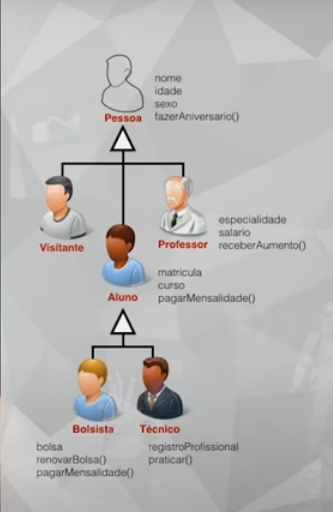 nome
idade
sexo
fazerAniversario()
Pessoa
Visitante
Professor
especialidade
salario
receberAumento()
Aluno
matricula
curso
pagarMensalidade()
Bolsista
Técnico
bolsa
renovarBolsa()
pagarMensalidade()
registroProfissional
praticar()